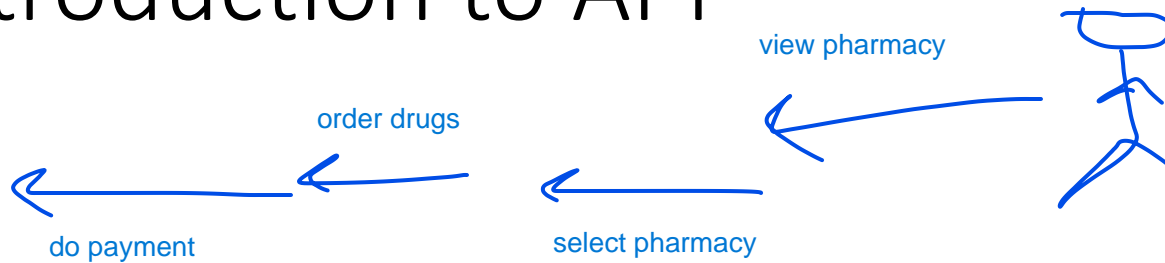 troduction to API
view pharmacy
order drugs
do payment
select pharmacy